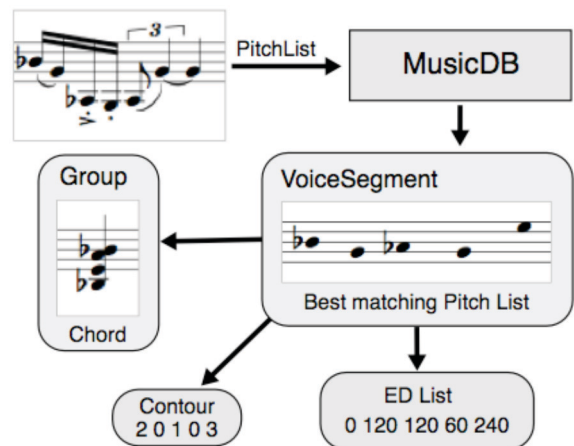 3
PitchList
MusicDB
Group
Chord
VoiceSegment
Best matching Pitch List
Contour
2 0 1 0 3
ED List
0 120 120 60 240